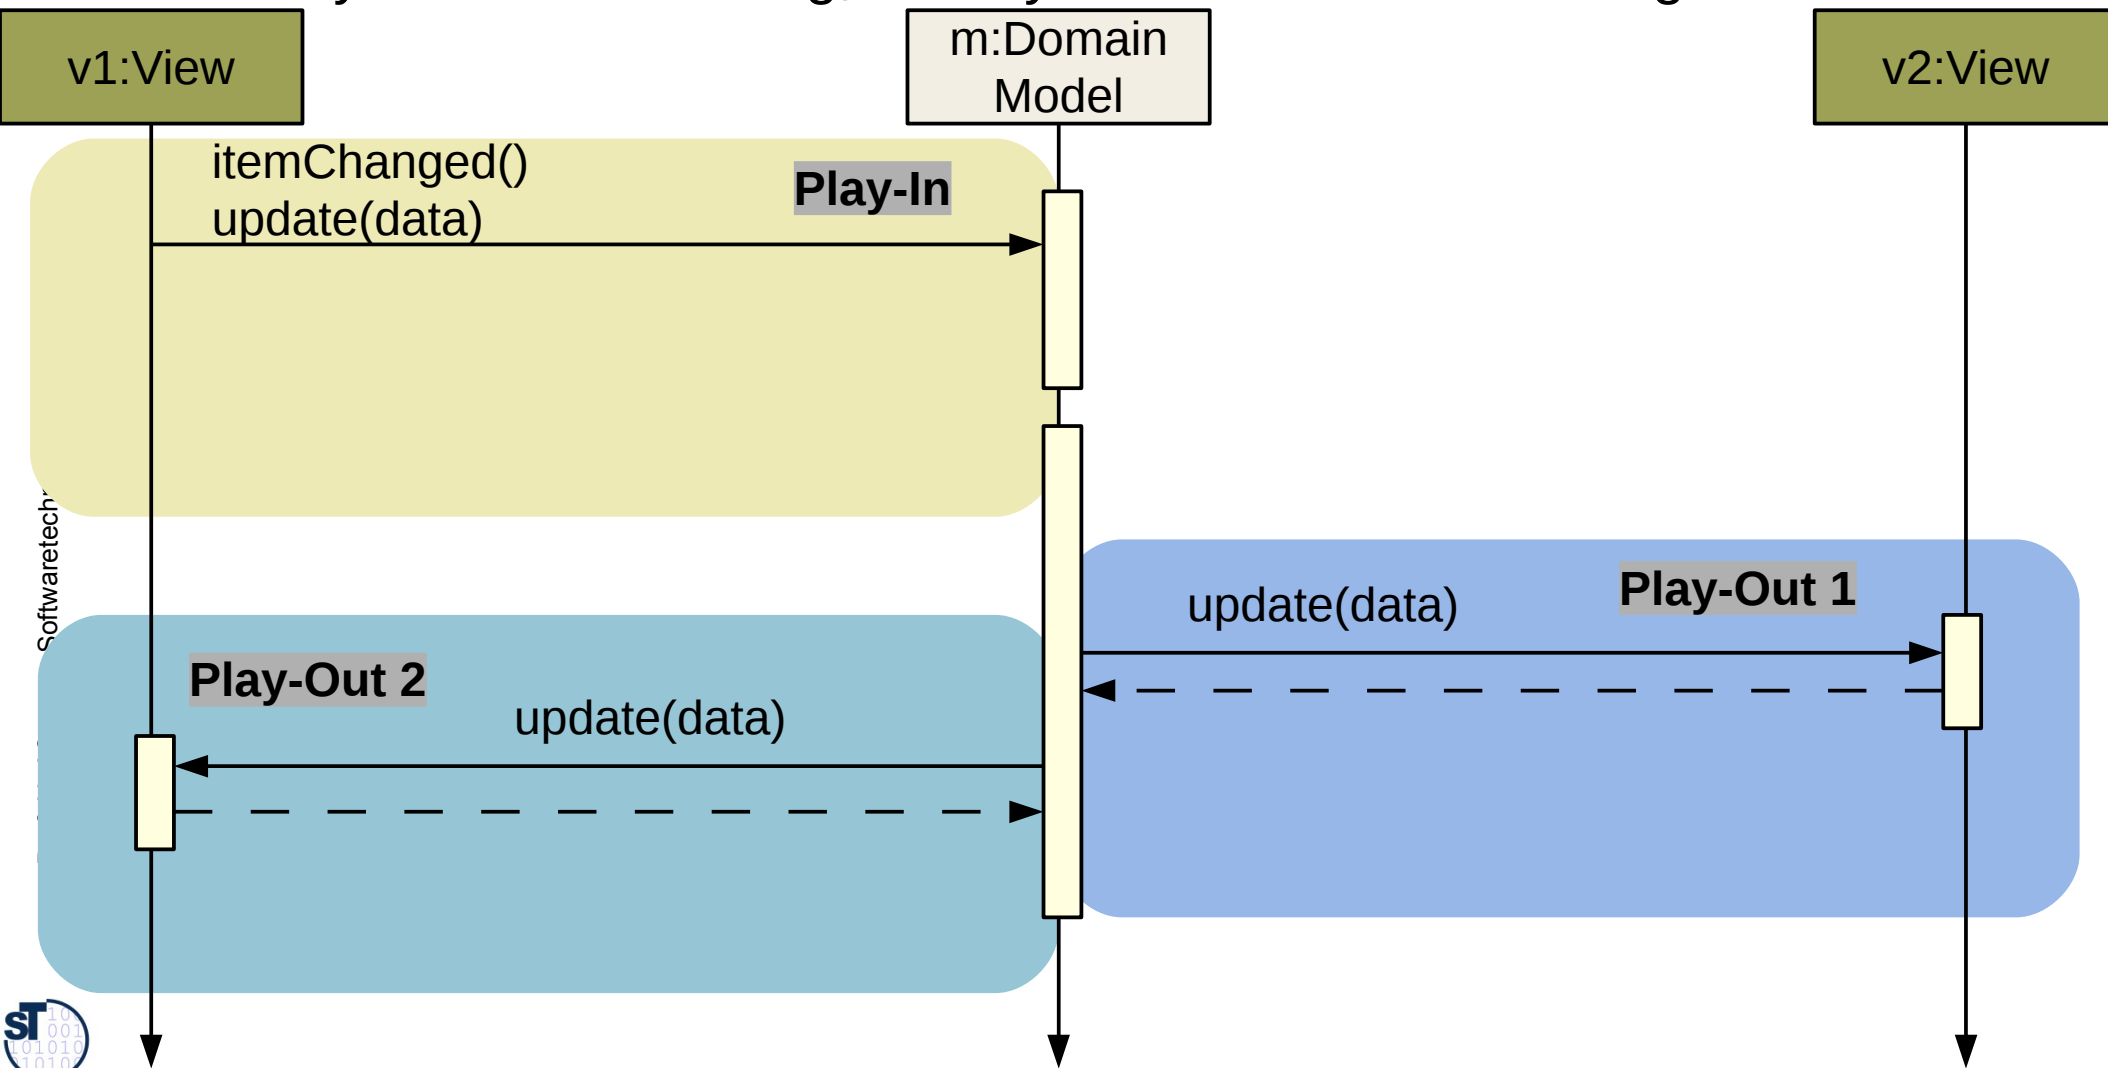 v1:View
m:Domain
Model
v2:View
itemChanged()
update(data)
Play-In
Softwaretech
update(data)
Play-Out 1
Play-Out 2
update(data)
sT